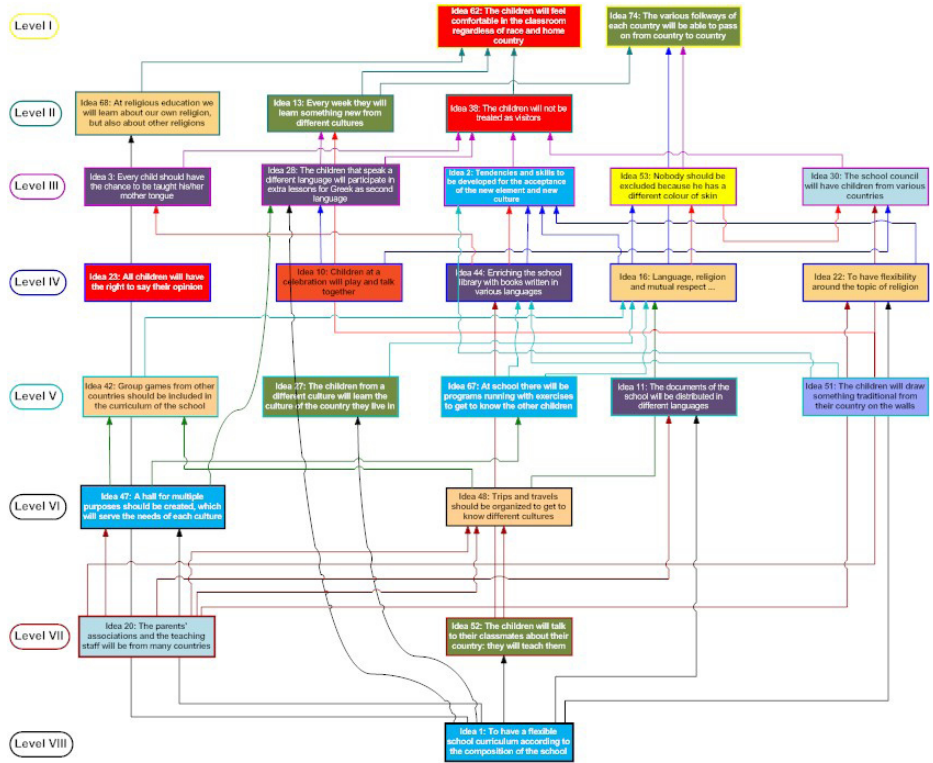 Level I
Idea 62: The children will feel
comfortable in the classroom
regardless of race and home
country
Idea 74: The various folkways of
each country will be able to pass
on from country to country
Level II
Idea 68: At religious education we
will learn about our own religion,
but also about other religions
Idea 13: Every week they will
learn something new from
different cultures
Idea 38: The children will not be
treated as visitors
Level III
Idea 3: Every child should have
the chance to be taught his/her
mother tongue
Idea 28: The children that speak a
different language will participate in
extra lessons for Greek as second
language
Idea 2: Tendencies and skills to
be developed for the acceptance
of the new element and new
culture
Idea 53: Nobody should be
excluded because he has a
different colour of skin
Idea 30: The school council
will have children from various
countries
Level IV
Idea 23: All children will have
the right to say their opinion
Idea 10: Children at a
celebration will play and talk
together
Idea 44: Enriching the school
library with books written in
various languages
Idea 16: Language, religion
and mutual respect ...
Idea 22: To have flexibility
around the topic of religion
Level V
Idea 42: Group games from other
countries should be included in
the curriculum of the school
Idea 27: The children from a
different culture will learn the
culture of the country they live in
Idea 67: At school there will be
programs running with exercises
to get to know the other children
Idea 11: The documents of the
school will be distributed in
different languages
Idea 51: The children will draw
something traditional from
their country on the walls
Level VI
Idea 47: A hall for multiple
purposes should be created, which
will serve the needs of each culture
Idea 48: Trips and travels
should be organized to get to
know different cultures
Level VII
Idea 20: The parents'
associations and the teaching
staff will be from many countries
Idea 52: The children will talk
to their classmates about their
country: they will teach them
Level VIII
Idea 1: To have a flexible
school curriculum according to
the composition of the school